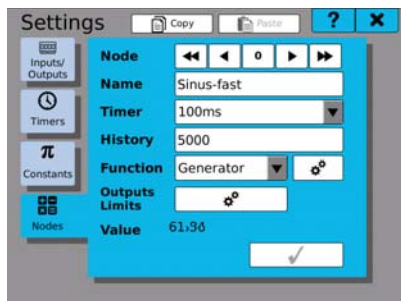 Settings
Copy
Paste
?
Inputs/
Outputs
Timers
π
Constants
Nodes
Node
0
Name
Sinus-fast
Timer
100ms
History
5000
Function
Generator
Outputs
Limits
Value